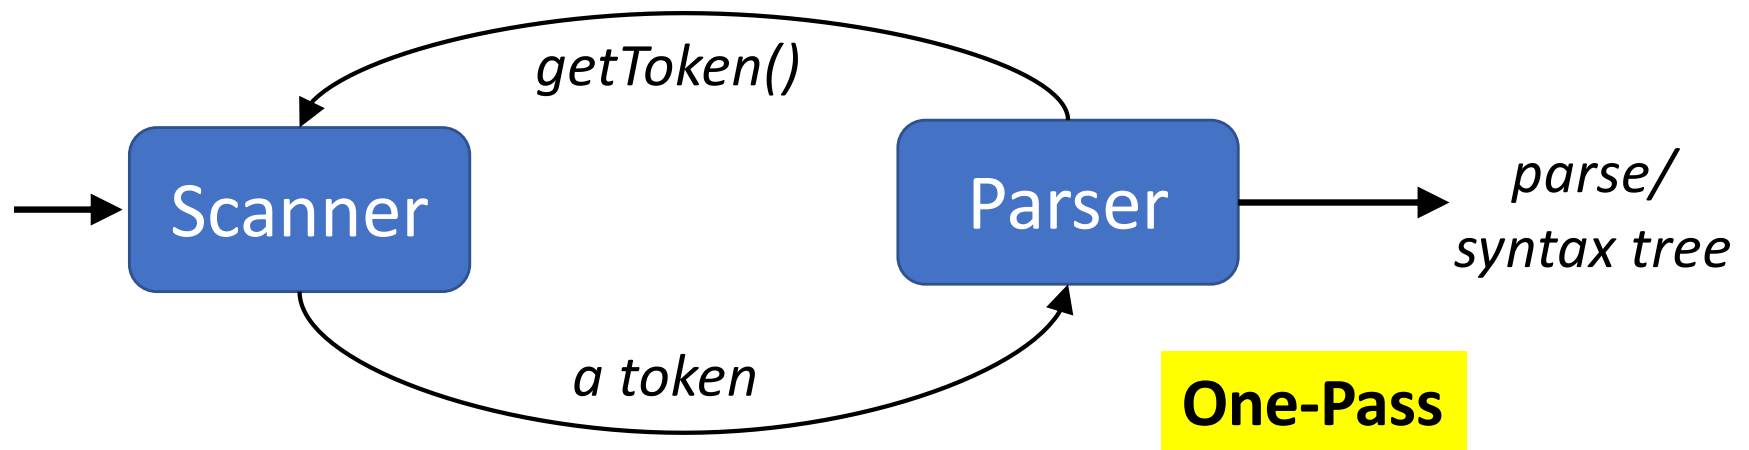 getToken()
Scanner
Parser
parse/
syntax tree
a token
One-Pass